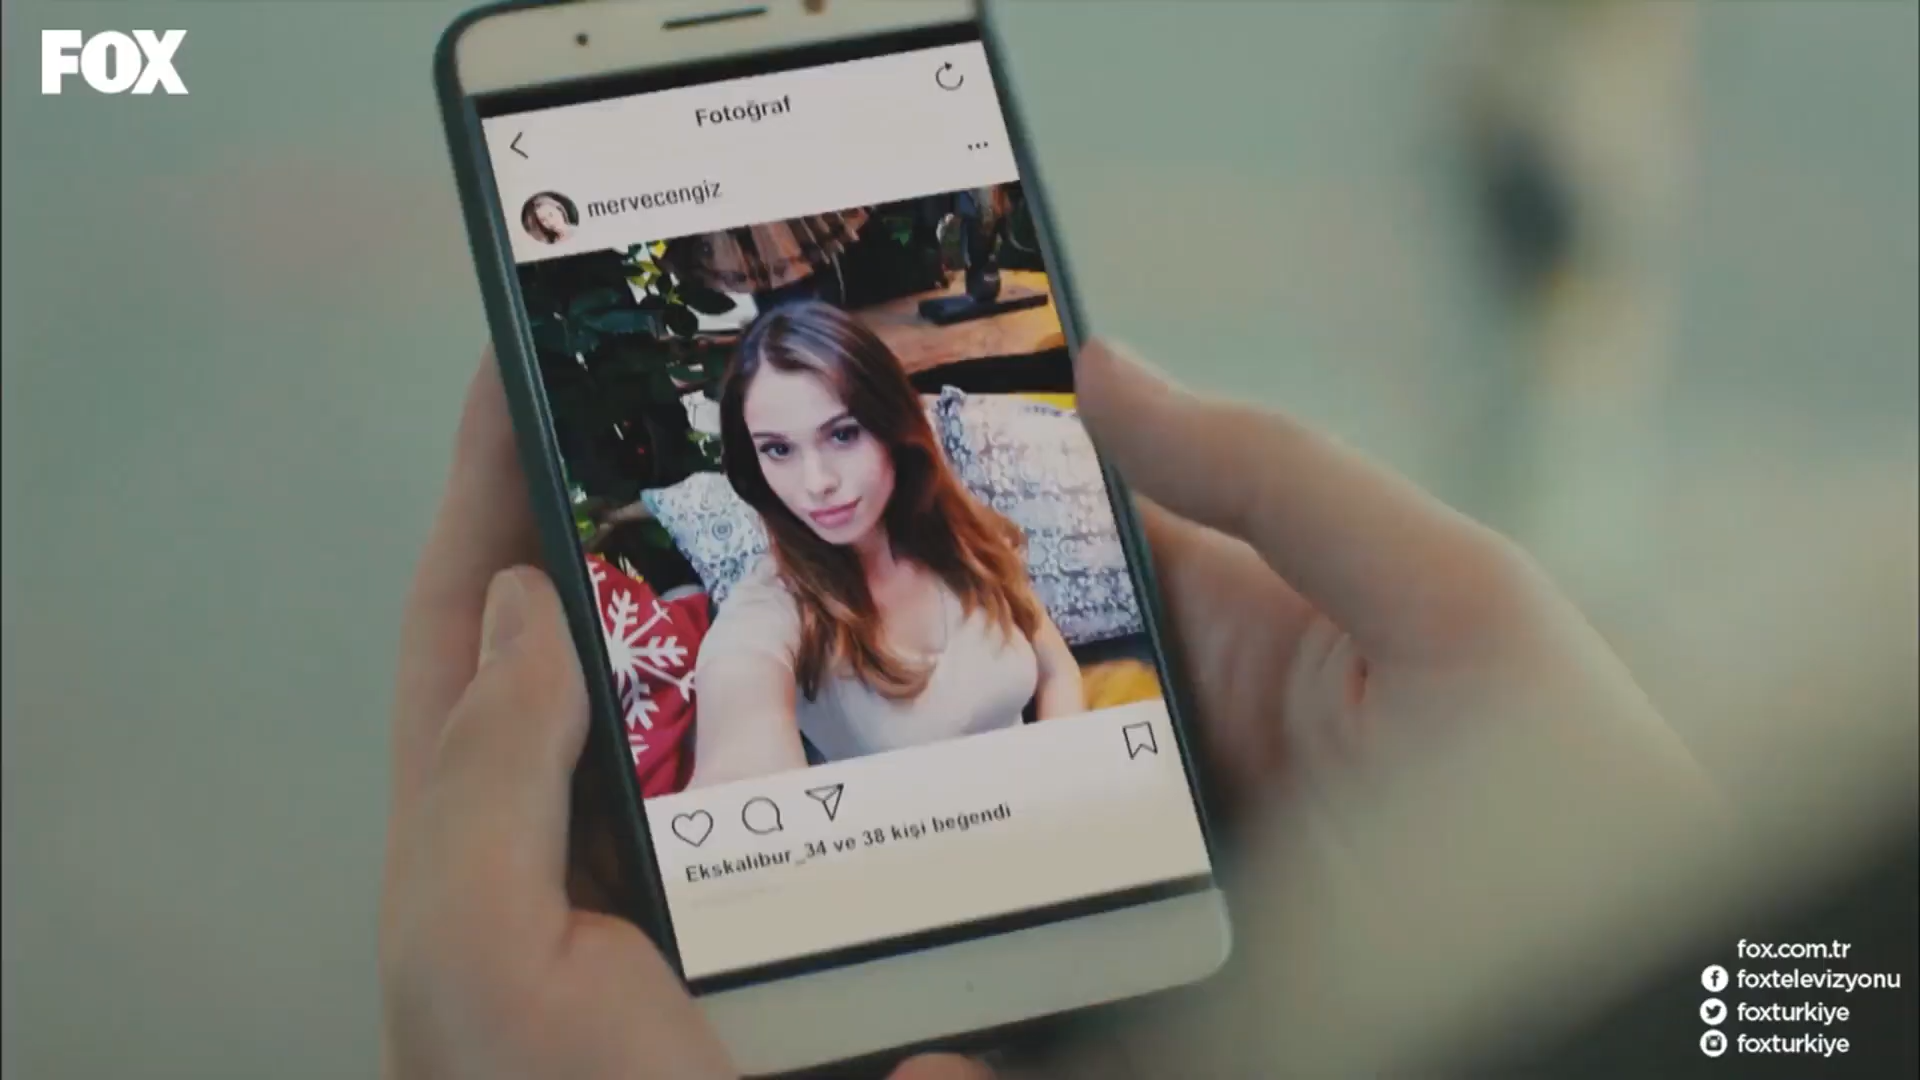 FOX
Fotoğraf
mervecengiz
Ekskalibur_34 ve 38 kişi beğendi
fox.com.tr
foxtelevizyonu
foxturkiye
foxturkiye